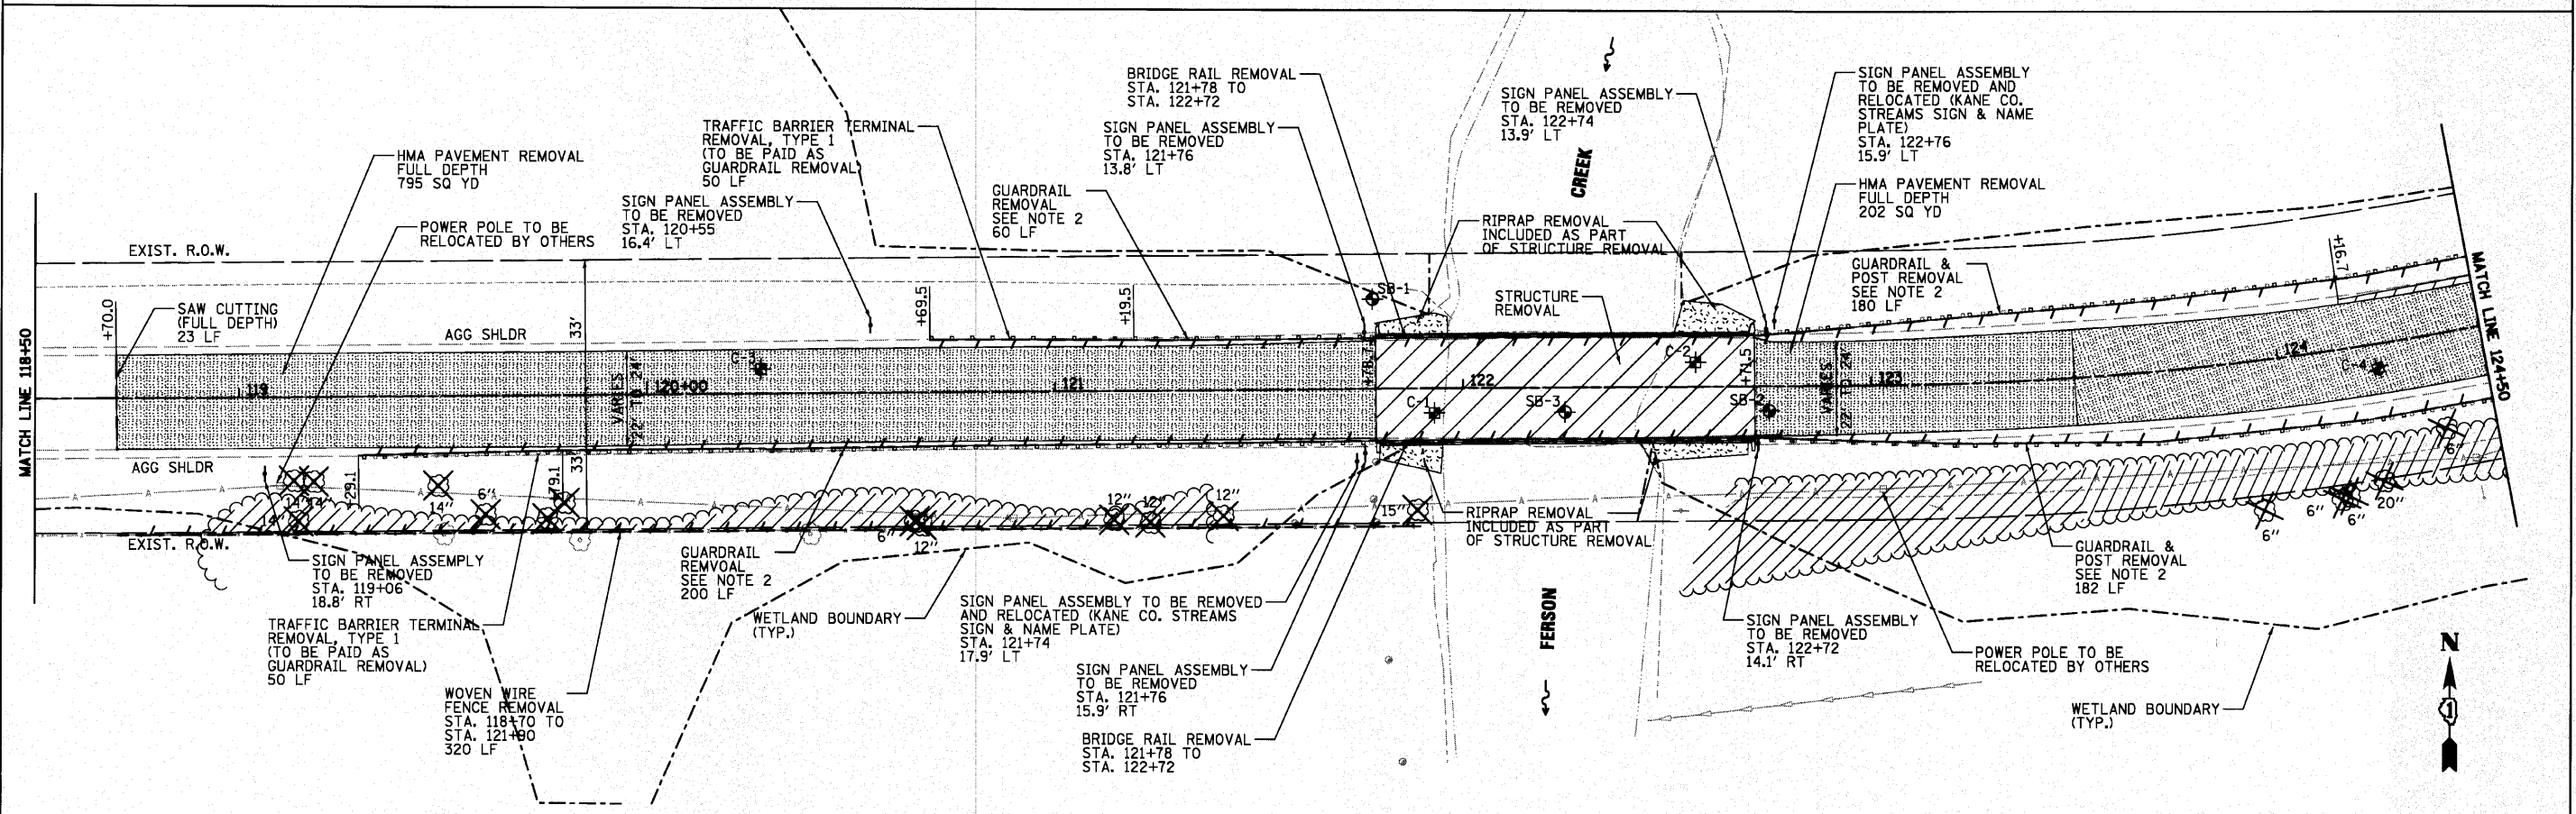 BRIDGE RAIL REMOVAL
STA. 121+78 TO
STA. 122+72
SIGN PANEL ASSEMBLY
TO BE REMOVED
STA. 122+74
13.9' LT
SIGN PANEL ASSEMBLY
TO BE REMOVED AND
RELOCATED (KANE CO.
STREAMS SIGN & NAME
PLATE)
STA. 122+76
15.9' LT
TRAFFIC BARRIER TERMINAL
REMOVAL, TYPE 1
(TO BE PAID AS
GUARDRAIL REMOVAL)
50 LF
SIGN PANEL ASSEMBLY
TO BE REMOVED
STA. 121+76
13.8' LT
HMA PAVEMENT REMOVAL
FULL DEPTH
795 SQ YD
CREEK
HMA PAVEMENT REMOVAL
FULL DEPTH
202 SQ YD
SIGN PANEL ASSEMBLY
TO BE REMOVED
STA. 120+55
16.4' LT
GUARDRAIL
REMOVAL
SEE NOTE 2
60 LF
POWER POLE TO BE
RELOCATED BY OTHERS
RIPRAP REMOVAL
INCLUDED AS PART
OF STRUCTURE REMOVAL
EXIST. R.O.W.
GUARDRAIL &
POST REMOVAL
SEE NOTE 2
180 LF
+16.7
SAW CUTTING
(FULL DEPTH)
23 LF
+70.0
AGG SHLDR
33'
+69.5
+19.5
SB-1
STRUCTURE
REMOVAL
MATCH LINE 118+50
MATCH LINE 124+50
119
VARIES
22' TO 24'
120+00
C-3
121
+78.7
122
C-1
SB-3
C-2
+71.5
SB-2
VARIES
22' TO 24'
123
124
C-4
AGG SHLDR
+29.1
+79.1
33'
14"
14"
14"
6"
6"
12"
12"
12"
12"
15"
6"
6"
6"
20"
6"
EXIST. R.O.W.
RIPRAP REMOVAL
INCLUDED AS PART
OF STRUCTURE REMOVAL
SIGN PANEL ASSEMPLY
TO BE REMOVED
STA. 119+06
18.8' RT
GUARDRAIL
REMVOAL
SEE NOTE 2
200 LF
GUARDRAIL &
POST REMOVAL
SEE NOTE 2
182 LF
TRAFFIC BARRIER TERMINAL
REMOVAL, TYPE 1
(TO BE PAID AS
GUARDRAIL REMOVAL)
50 LF
WETLAND BOUNDARY
(TYP.)
SIGN PANEL ASSEMBLY TO BE REMOVED
AND RELOCATED (KANE CO. STREAMS
SIGN & NAME PLATE)
STA. 121+74
17.9' LT
FERSON
SIGN PANEL ASSEMBLY
TO BE REMOVED
STA. 122+72
14.1' RT
POWER POLE TO BE
RELOCATED BY OTHERS
N
WOVEN WIRE
FENCE REMOVAL
STA. 118+70 TO
STA. 121+90
320 LF
SIGN PANEL ASSEMBLY
TO BE REMOVED
STA. 121+76
15.9' RT
WETLAND BOUNDARY
(TYP.)
BRIDGE RAIL REMOVAL
STA. 121+78 TO
STA. 122+72